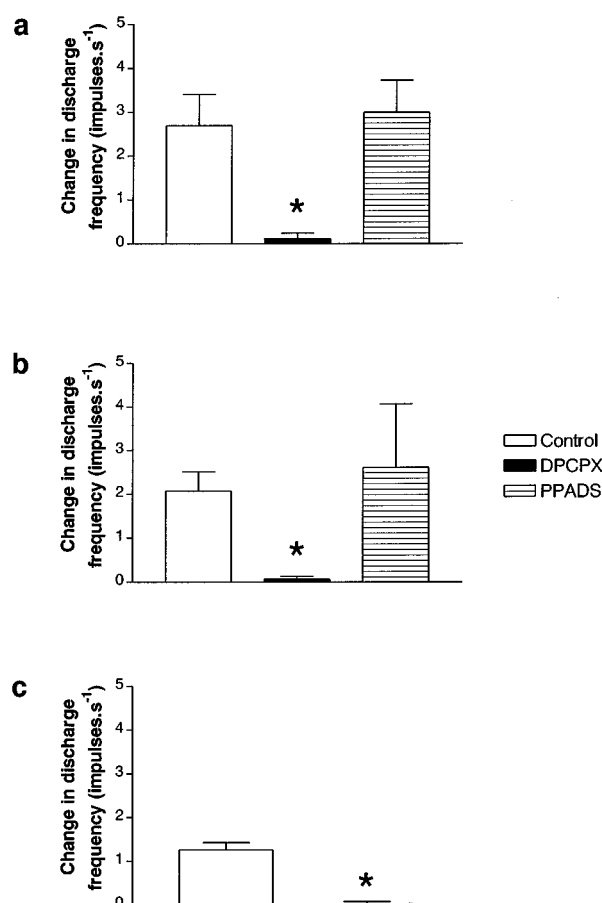 a
Change in discharge
frequency (impulses.s⁻¹)
5
4
3
2
1
0
*
b
Change in discharge
frequency (impulses.s⁻¹)
5
4
3
2
1
0
*
Control
DPCPX
PPADS
c
Change in discharge
frequency (impulses.s⁻¹)
5
4
3
2
1
0
*